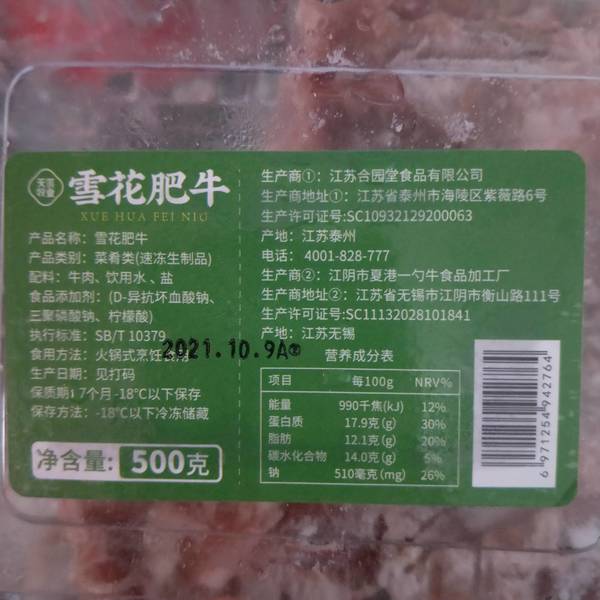 天露粮食
雪花肥牛
XUE HUA FEI NIU
产品名称：雪花肥牛
产品类别：菜肴类(速冻生制品)
配料：牛肉、饮用水、盐
食品添加剂：(D-异抗坏血酸钠、
三聚磷酸钠、柠檬酸)
执行标准：SB/T 10379
食用方法：火锅式烹饪食用
生产日期：见打码
保质期：7个月-18℃以下保存
保存方法：-18℃以下冷冻储藏
净含量：500克
2021.10.9A②
生产商①：江苏合园堂食品有限公司
生产商地址①：江苏省泰州市海陵区紫薇路6号
生产许可证号:SC10932129200063
产地：江苏泰州
电话：4001-828-777
生产商②：江阴市夏港一勺牛食品加工厂
生产商地址②：江苏省无锡市江阴市衡山路111号
生产许可证号:SC11132028101841
产地：江苏无锡
营养成分表
项目 每100g NRV%
能量 990千焦(kJ) 12%
蛋白质 17.9克(g) 30%
脂肪 12.1克(g) 20%
碳水化合物 14.0克(g) 5%
钠 510毫克(mg) 26%
6 971254 942764